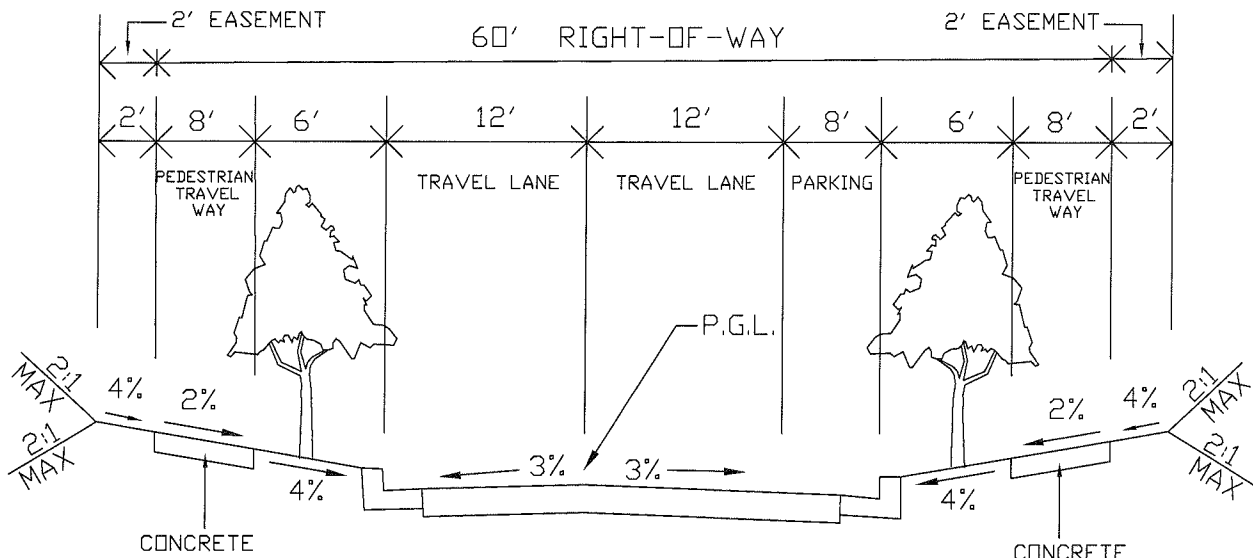 2' EASEMENT
60' RIGHT-OF-WAY
2' EASEMENT
2' 8' 6' 12' 12' 8' 6' 8' 2'
PEDESTRIAN
TRAVEL
WAY
TRAVEL LANE
TRAVEL LANE
PARKING
PEDESTRIAN
TRAVEL
WAY
P.G.L.
2:1
MAX
4%
2%
2%
4%
2:1
MAX
2:1
MAX
4%
3%
3%
4%
2:1
MAX
CONCRETE
CONCRETE